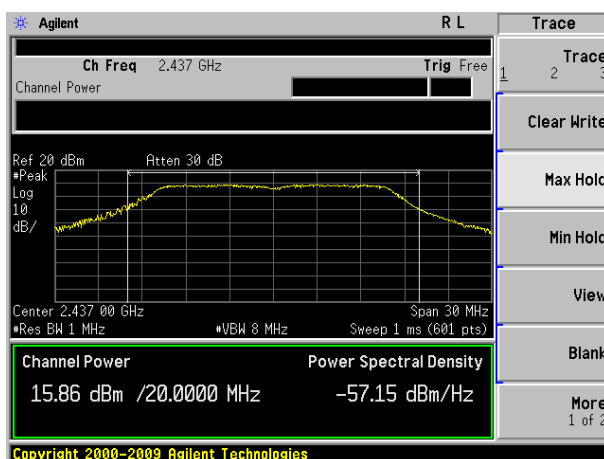 Agilent R L Trace
Ch Freq 2.437 GHz Trig Free
Channel Power
Trace
1 2 3
Clear Write
Max Hold
Min Hold
View
Blank
More
1 of 2
Ref 20 dBm Atten 30 dB
#Peak
Log
10
dB/
Center 2.437 00 GHz Span 30 MHz
#Res BW 1 MHz #VBW 8 MHz Sweep 1 ms (601 pts)
Channel Power Power Spectral Density
15.86 dBm /20.0000 MHz -57.15 dBm/Hz
Copyright 2000-2009 Agilent Technologies